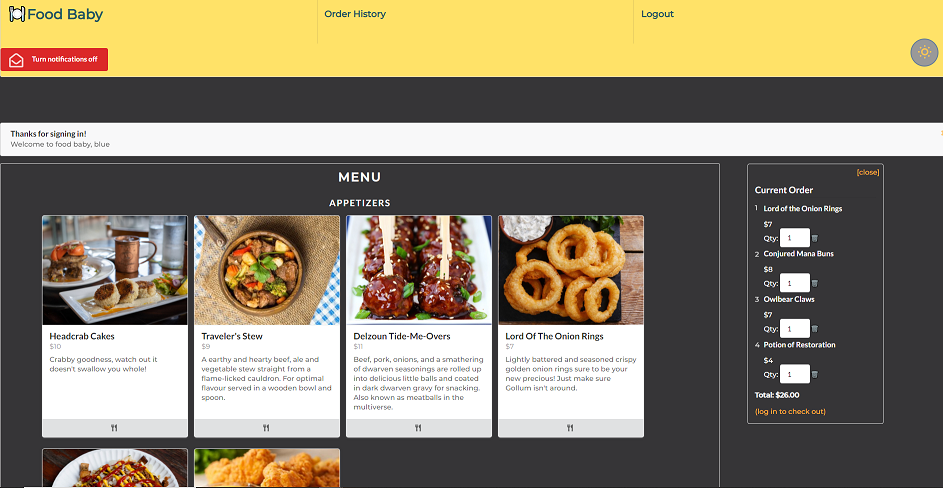 Food Baby
Order History
Logout
Turn notifications off
Thanks for signing in!
Welcome to food baby, blue
MENU
APPETIZERS
Headcrab Cakes
$10
Crabby goodness, watch out it
doesn't swallow you whole!
Traveler's Stew
$9
A earthy and hearty beef, ale and
vegetable stew straight from a
flame-licked cauldron. For optimal
flavour served in a wooden bowl and
spoon.
Delzoun Tide-Me-Overs
$11
Beef, pork, onions, and a smathering
of dwarven seasonings are rolled up
into delicious little balls and coated
in dark dwarven gravy for snacking.
Also known as meatballs in the
multiverse.
Lord Of The Onion Rings
$7
Lightly battered and seasoned crispy
golden onion rings sure to be your
new precious! Just make sure
Gollum isn't around.
[close]
Current Order
1 Lord of the Onion Rings
$7
Qty: 1
2 Conjured Mana Buns
$8
Qty: 1
3 Owlbear Claws
$7
Qty: 1
4 Potion of Restoration
$4
Qty: 1
Total: $26.00
(log in to check out)